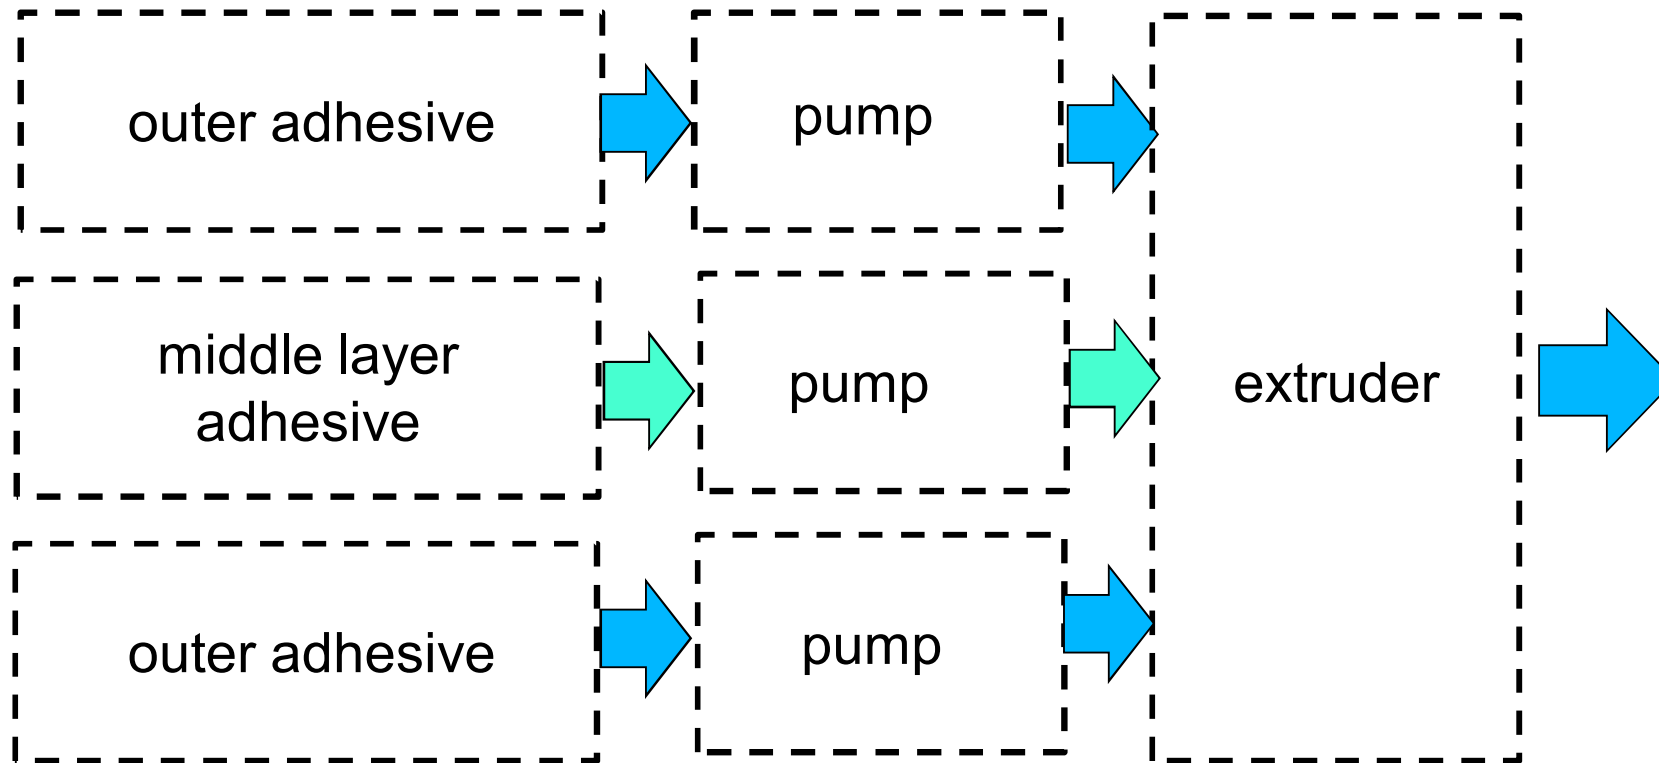 outer adhesive
pump
middle layer
adhesive
pump
extruder
outer adhesive
pump